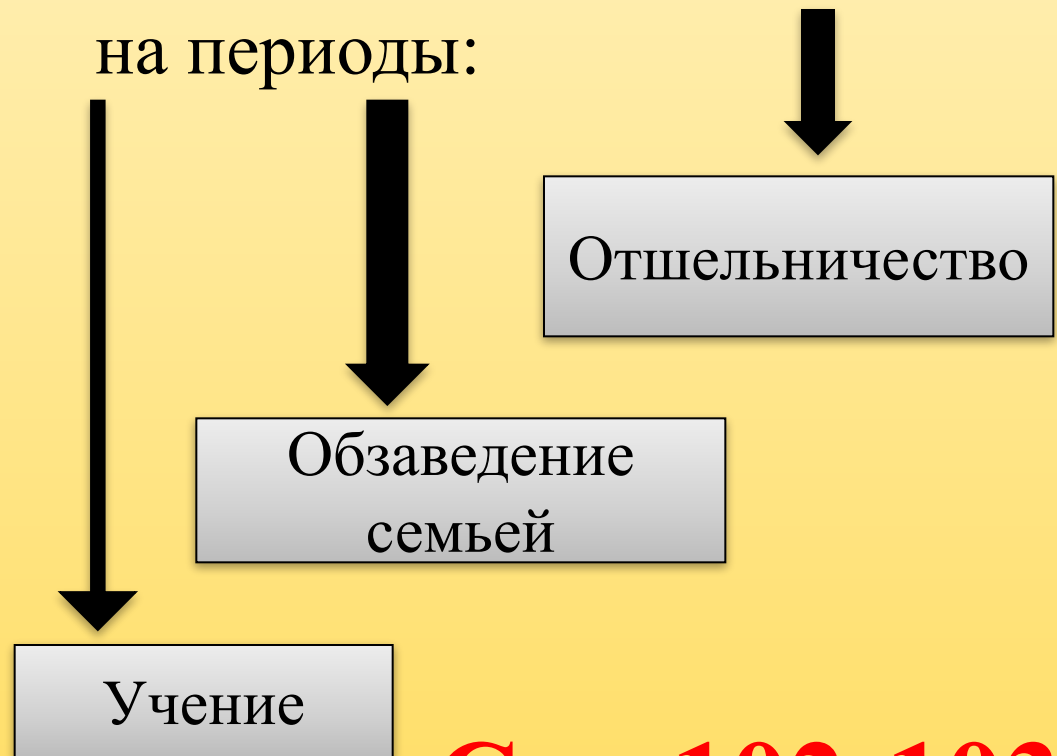 на периоды:
Отшельничество
Обзаведение
семьей
Учение